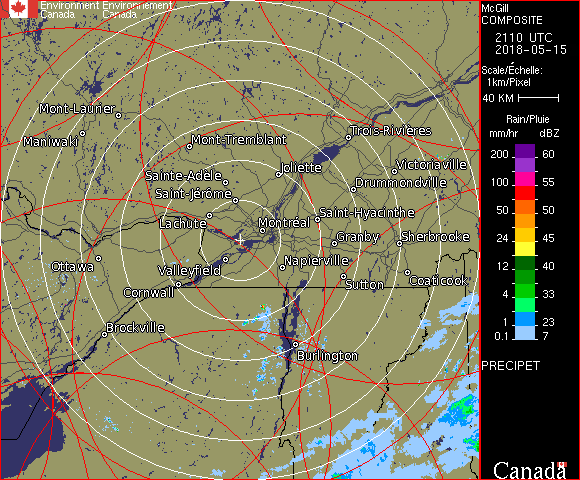 Environment Environnement
Canada Canada
McGill
COMPOSITE
2110 UTC
2018-05-15
Scale/Échelle:
1km/Pixel
40 KM
Rain/Pluie
mm/hr dBZ
200 60
100 55
50 50
24 45
12 40
4 33
1 23
0.1 7
PRECIPET
Canada
Mont-Laurier
Maniwaki
Mont-Tremblant
Trois-Rivières
Joliette
Victoriaville
Sainte-Adèle
Drummondville
Saint-Jérôme
Saint-Hyacinthe
Lachute
Montréal
Granby
Sherbrooke
Ottawa
Valleyfield
Napierville
Cornwall
Sutton
Coaticook
Brockville
Burlington